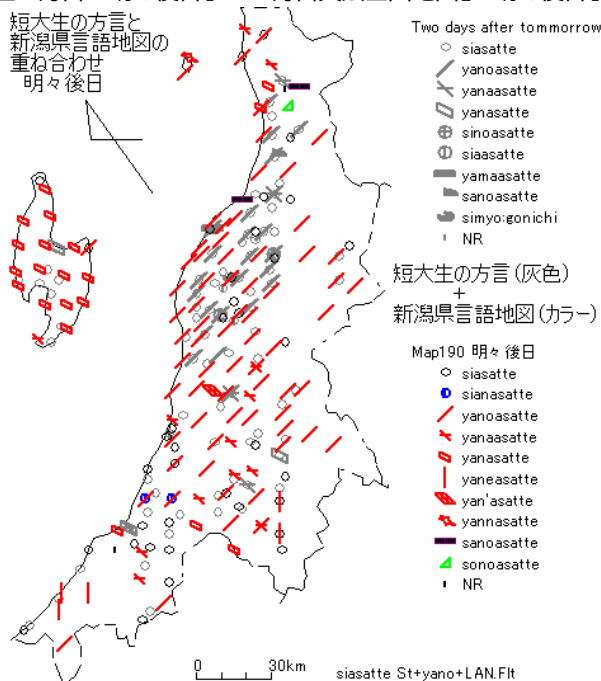 短大生の方言と
新潟県言語地図の
重ね合わせ
明々後日
Two days after tommorrow
siasatte
yanoasatte
yanaasatte
yanasatte
sinoasatte
siaasatte
yamaasatte
sanoasatte
simyo:gonichi
NR
短大生の方言(灰色)
+
新潟県言語地図(カラー)
Map190 明々後日
siasatte
sianasatte
yanoasatte
yanaasatte
yanasatte
yaneasatte
yan'asatte
yannasatte
sanoasatte
sonoasatte
NR
0 30km
siasatte St+yano+LAN.Flt